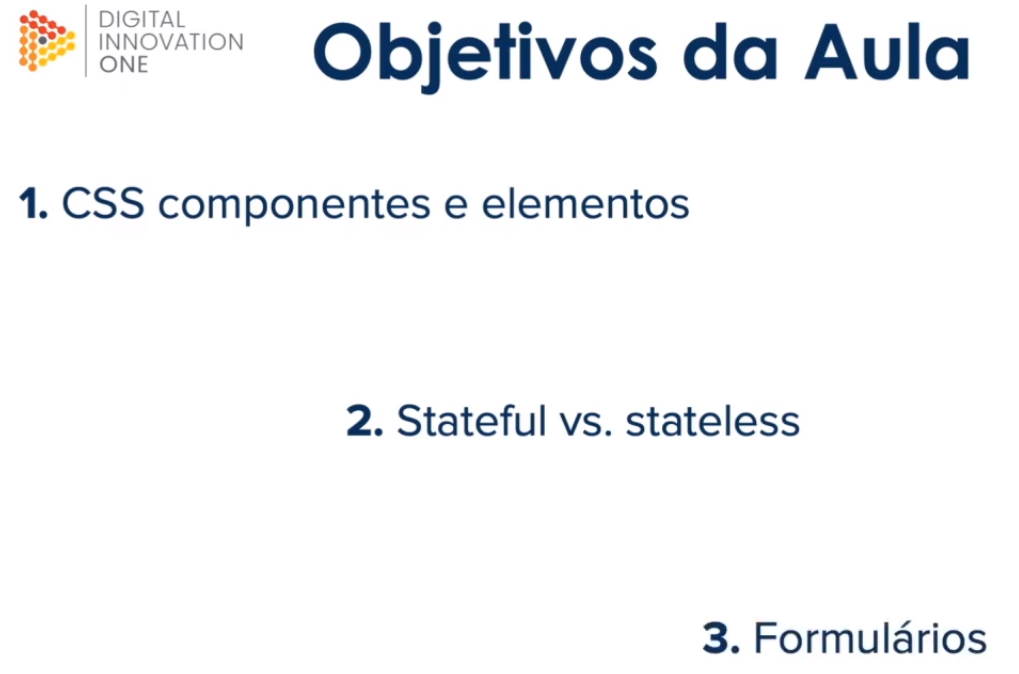 DIGITAL
INNOVATION
ONE
Objetivos da Aula
1. CSS componentes e elementos
2. Stateful vs. stateless
3. Formulários